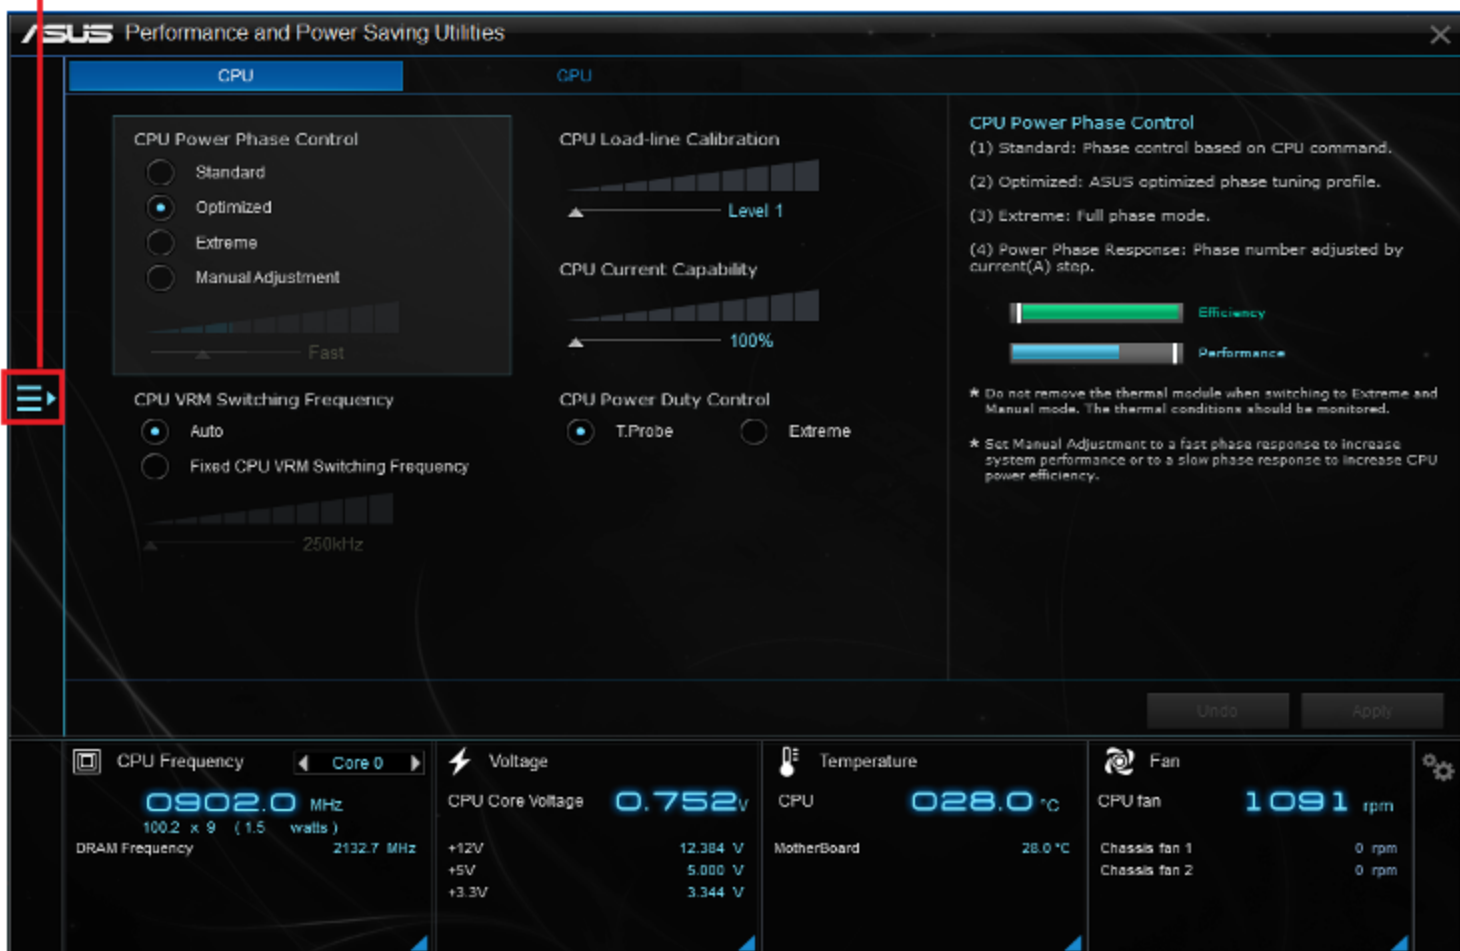 ASUS Performance and Power Saving Utilities
CPU
GPU
CPU Power Phase Control
Standard
Optimized
Extreme
Manual Adjustment
Fast
CPU VRM Switching Frequency
Auto
Fixed CPU VRM Switching Frequency
250kHz
CPU Load-line Calibration
Level 1
CPU Current Capability
100%
CPU Power Duty Control
T.Probe
Extreme
CPU Power Phase Control
(1) Standard: Phase control based on CPU command.
(2) Optimized: ASUS optimized phase tuning profile.
(3) Extreme: Full phase mode.
(4) Power Phase Response: Phase number adjusted by
current(A) step.
Efficiency
Performance
* Do not remove the thermal module when switching to Extreme and
Manual mode. The thermal conditions should be monitored.
* Set Manual Adjustment to a fast phase response to increase
system performance or to a slow phase response to increase CPU
power efficiency.
Undo
Apply
CPU Frequency
Core 0
0902.0 MHz
100.2 x 9 (1.5 watts)
DRAM Frequency 2132.7 MHz
Voltage
CPU Core Voltage 0.752V
+12V 12.384 V
+5V 5.000 V
+3.3V 3.344 V
Temperature
CPU 028.0 °C
MotherBoard 28.0 °C
Fan
CPU fan 1091 rpm
Chassis fan 1 0 rpm
Chassis fan 2 0 rpm